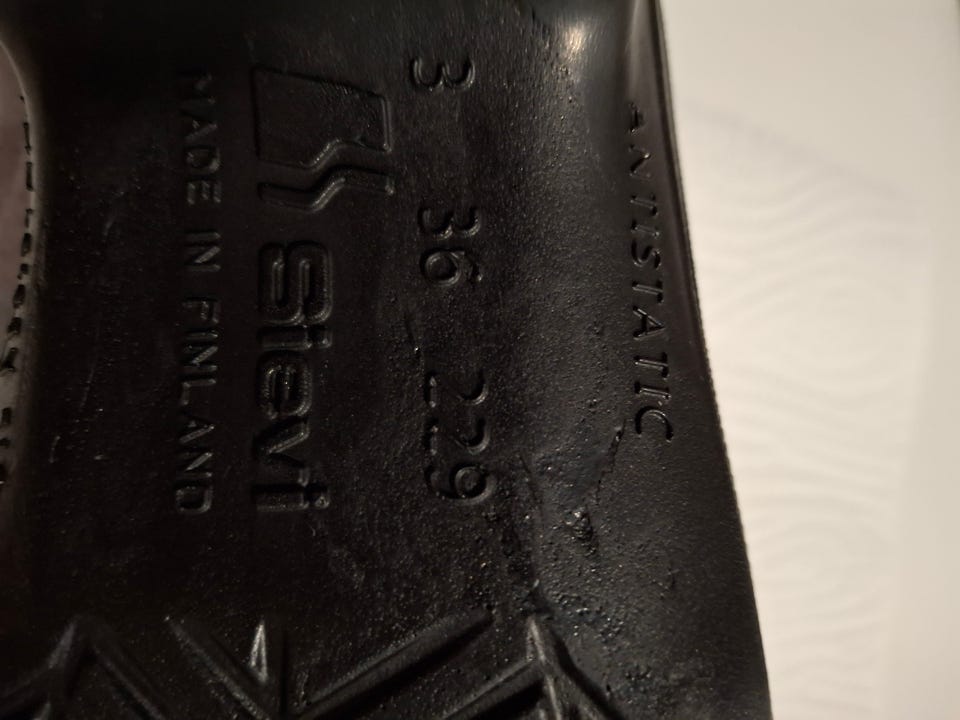 ANTISTATIC
3 36 229
Sievi
MADE IN FINLAND